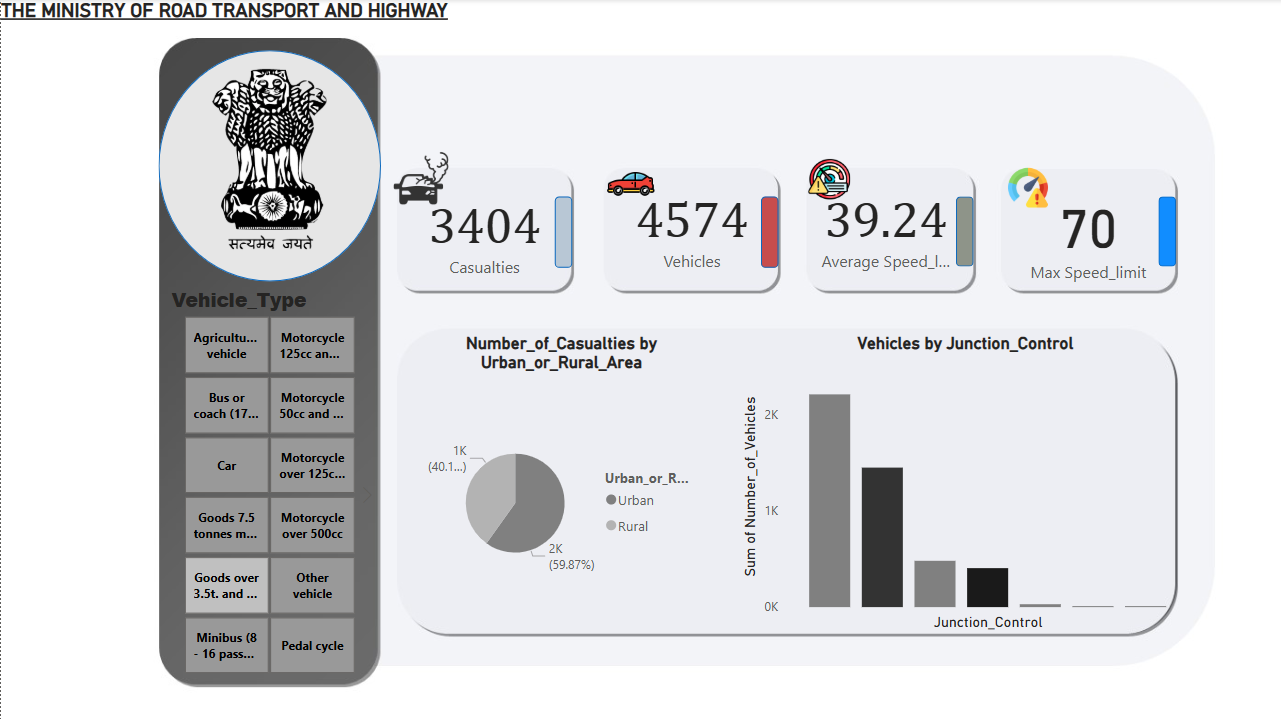 THE MINISTRY OF ROAD TRANSPORT AND HIGHWAY
सत्यमेव जयते
Vehicle_Type
Agricultu...
vehicle
Motorcycle
125cc an...
Bus or
coach (17...
Motorcycle
50cc and ...
Car
Motorcycle
over 125c...
Goods 7.5
tonnes m...
Motorcycle
over 500cc
Goods over
3.5t. and ...
Other
vehicle
Minibus (8
- 16 pass...
Pedal cycle
3404
Casualties
4574
Vehicles
39.24
Average Speed_l...
70
Max Speed_limit
Number_of_Casualties by
Urban_or_Rural_Area
1K
(40.1...)
2K
(59.87%)
Urban_or_R...
Urban
Rural
Vehicles by Junction_Control
Sum of Number_of_Vehicles
2K
1K
0K
Junction_Control